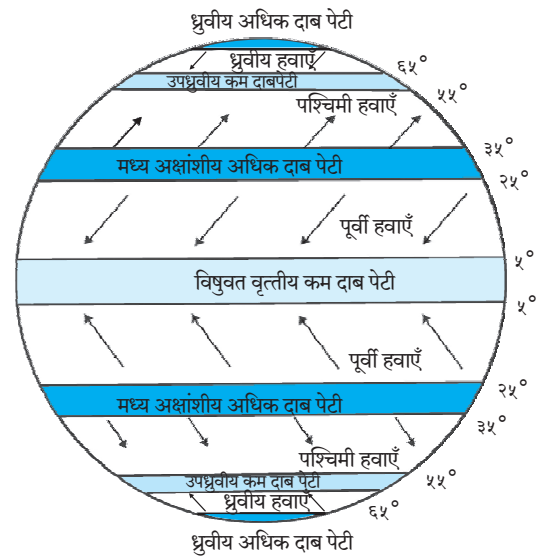 ध्रुवीय अधिक दाब पेटी
ध्रुवीय हवाएँ
६५°
उपध्रुवीय कम दाबपेटी
५५°
पश्चिमी हवाएँ
३५°
मध्य अक्षांशीय अधिक दाब पेटी
२५°
पूर्वी हवाएँ
५°
विषुवत वृत्तीय कम दाब पेटी
५°
पूर्वी हवाएँ
२५°
मध्य अक्षांशीय अधिक दाब पेटी
३५°
पश्चिमी हवाएँ
५५°
उपध्रुवीय कम दाब पेटी
ध्रुवीय हवाएँ
६५°
ध्रुवीय अधिक दाब पेटी